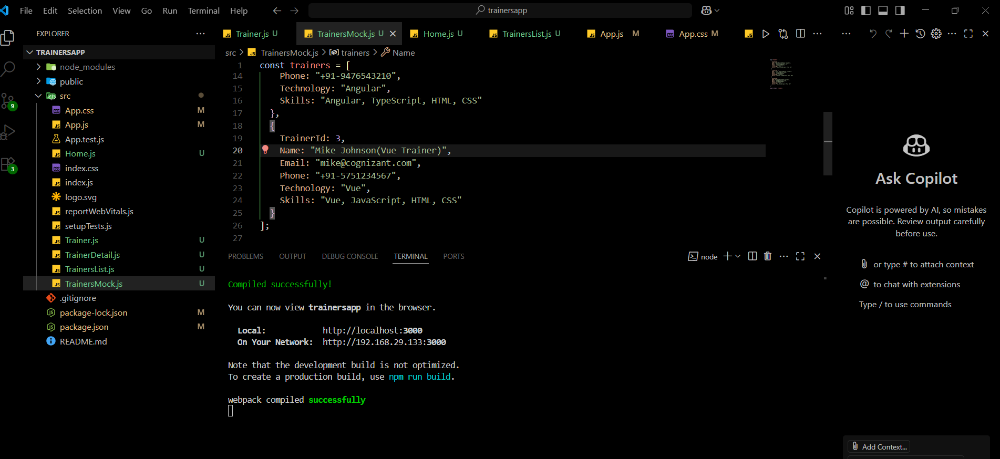 File Edit Selection View Go Run Terminal Help
trainersapp
EXPLORER
TRAINERSAPP
node_modules
public
src
App.css M
App.js M
App.test.js
Home.js U
index.css
index.js
logo.svg
reportWebVitals.js
setupTests.js
Trainer.js U
TrainerDetail.js U
TrainersList.js U
TrainersMock.js U
.gitignore
package-lock.json M
package.json M
README.md
9
3
Trainer.js U TrainersMock.js U Home.js U TrainersList.js U App.js M App.css M
src > TrainersMock.js > trainers > Name
1 const trainers = [
14 Phone: "+91-9476543210",
15 Technology: "Angular",
16 Skills: "Angular, TypeScript, HTML, CSS"
17 },
18 {
19 TrainerId: 3,
20 Name: "Mike Johnson(Vue Trainer)",
21 Email: "mike@cognizant.com",
22 Phone: "+91-5751234567",
23 Technology: "Vue",
24 Skills: "Vue, JavaScript, HTML, CSS"
25 }
26 ];
27
PROBLEMS OUTPUT DEBUG CONSOLE TERMINAL PORTS
node
Compiled successfully!
You can now view trainersapp in the browser.
Local: http://localhost:3000
On Your Network: http://192.168.29.133:3000
Note that the development build is not optimized.
To create a production build, use npm run build.
webpack compiled successfully
Ask Copilot
Copilot is powered by AI, so mistakes
are possible. Review output carefully
before use.
or type # to attach context
@ to chat with extensions
Type / to use commands
Add Context...